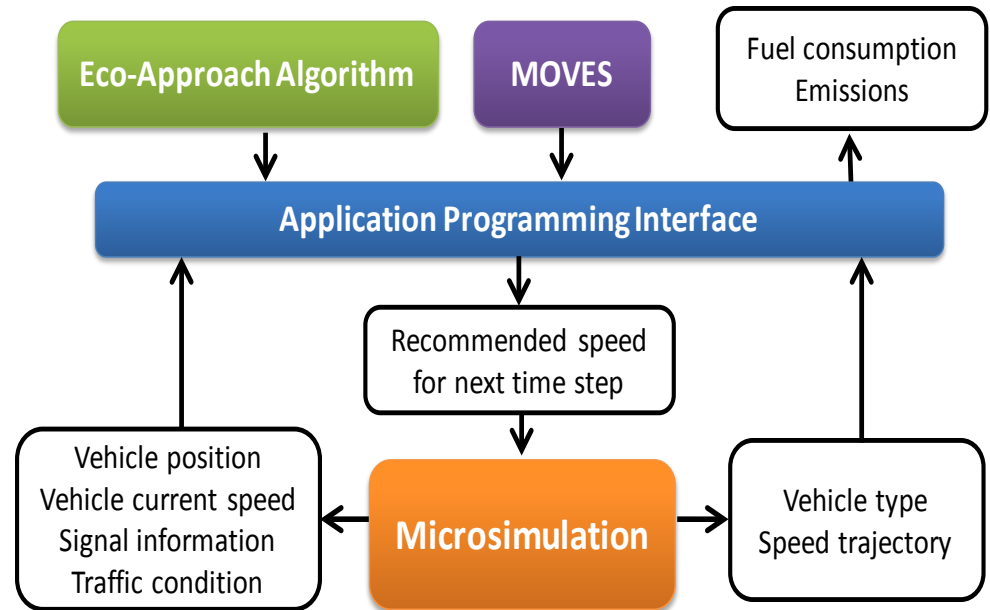 Eco-Approach Algorithm
MOVES
Fuel consumption
Emissions
Application Programming Interface
Recommended speed
for next time step
Vehicle position
Vehicle current speed
Signal information
Traffic condition
Microsimulation
Vehicle type
Speed trajectory